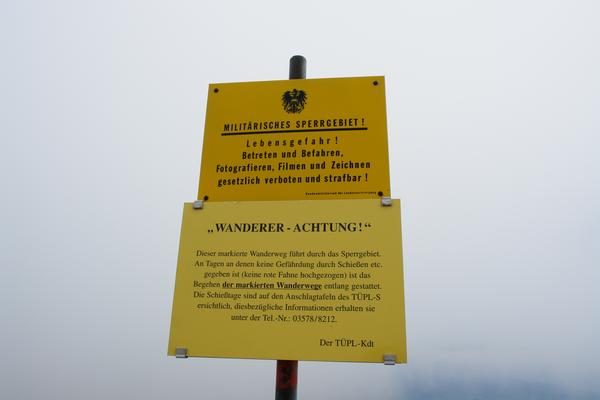 MILITÄRISCHES SPERRGEBIET!
Lebensgefahr!
Betreten und Befahren,
Fotografieren, Filmen und Zeichnen
gesetzlich verboten und strafbar!
Bundesministerium für Landesverteidigung
„WANDERER - ACHTUNG!“
Dieser markierte Wanderweg führt durch das Sperrgebiet.
An Tagen an denen keine Gefährdung durch Schießen etc.
gegeben ist (keine rote Fahne hochgezogen) ist das
Begehen der markierten Wanderwege entlang gestattet.
Die Schießtage sind auf den Anschlagtafeln des TÜPL-S
ersichtlich, diesbezügliche Informationen erhalten sie
unter der Tel.-Nr.: 03578/8212.
Der TÜPL-Kdt